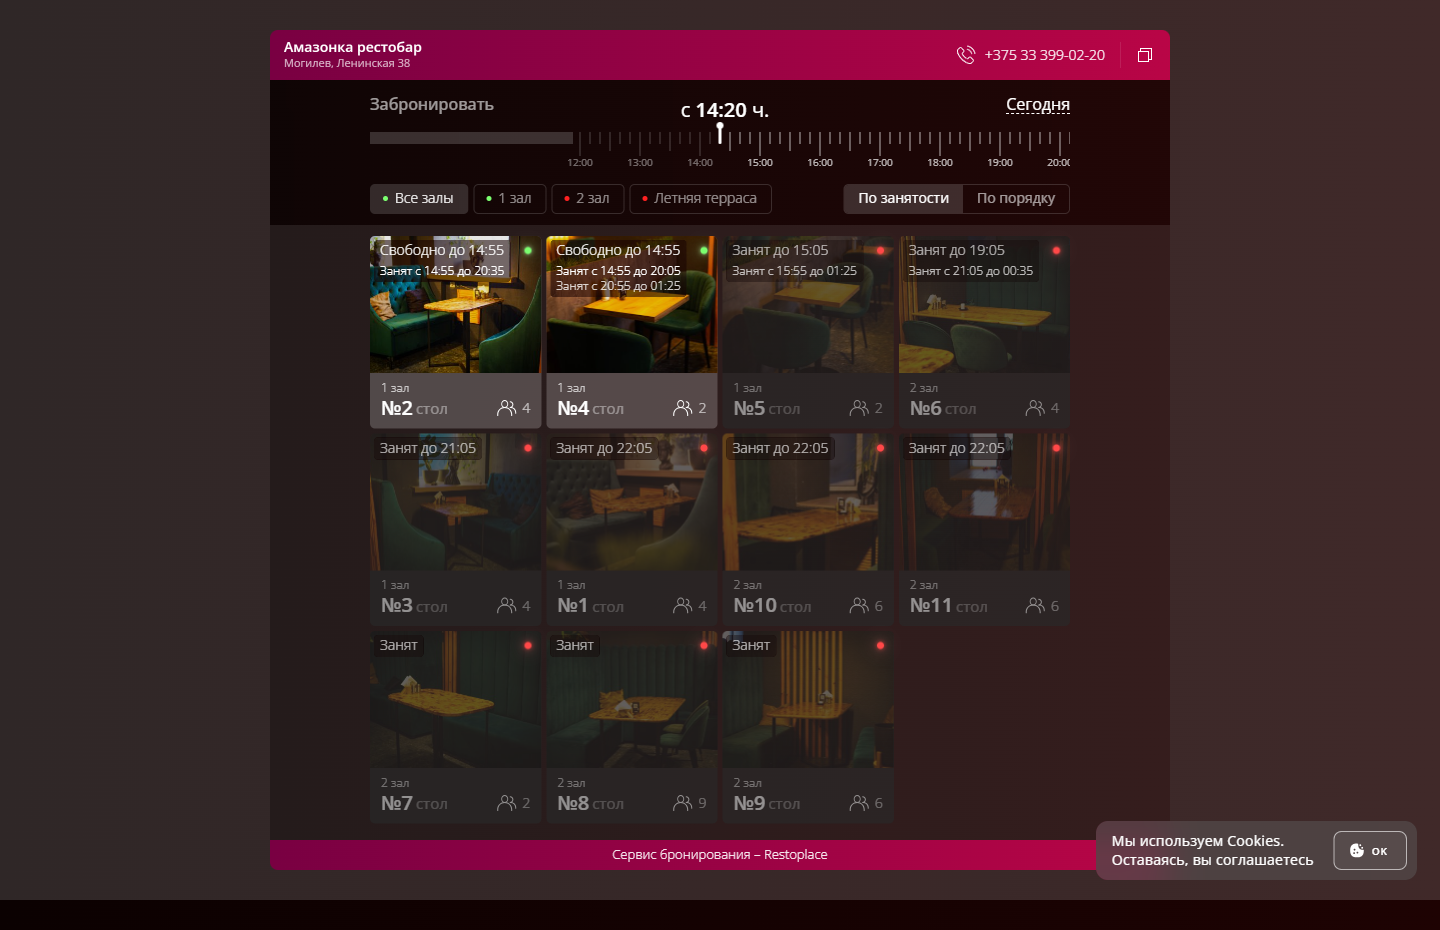 Амазонка рестобар
Могилев, Ленинская 38
+375 33 399-02-20
Забронировать
с 14:20 ч.
Сегодня
12:00 13:00 14:00 15:00 16:00 17:00 18:00 19:00 20:00
Все залы 1 зал 2 зал Летняя терраса По занятости По порядку
Свободно до 14:55
Занят с 14:55 до 20:35
1 зал
№2 стол 4
Свободно до 14:55
Занят с 14:55 до 20:05
Занят с 20:55 до 01:25
1 зал
№4 стол 2
Занят до 15:05
Занят с 15:55 до 01:25
1 зал
№5 стол 2
Занят до 19:05
Занят с 21:05 до 00:35
2 зал
№6 стол 4
Занят до 21:05
1 зал
№3 стол 4
Занят до 22:05
1 зал
№1 стол 4
Занят до 22:05
2 зал
№10 стол 6
Занят до 22:05
2 зал
№11 стол 6
Занят
2 зал
№7 стол 2
Занят
2 зал
№8 стол 9
Занят
2 зал
№9 стол 6
Сервис бронирования – Restoplace
Мы используем Cookies.
Оставаясь, вы соглашаетесь
ОК